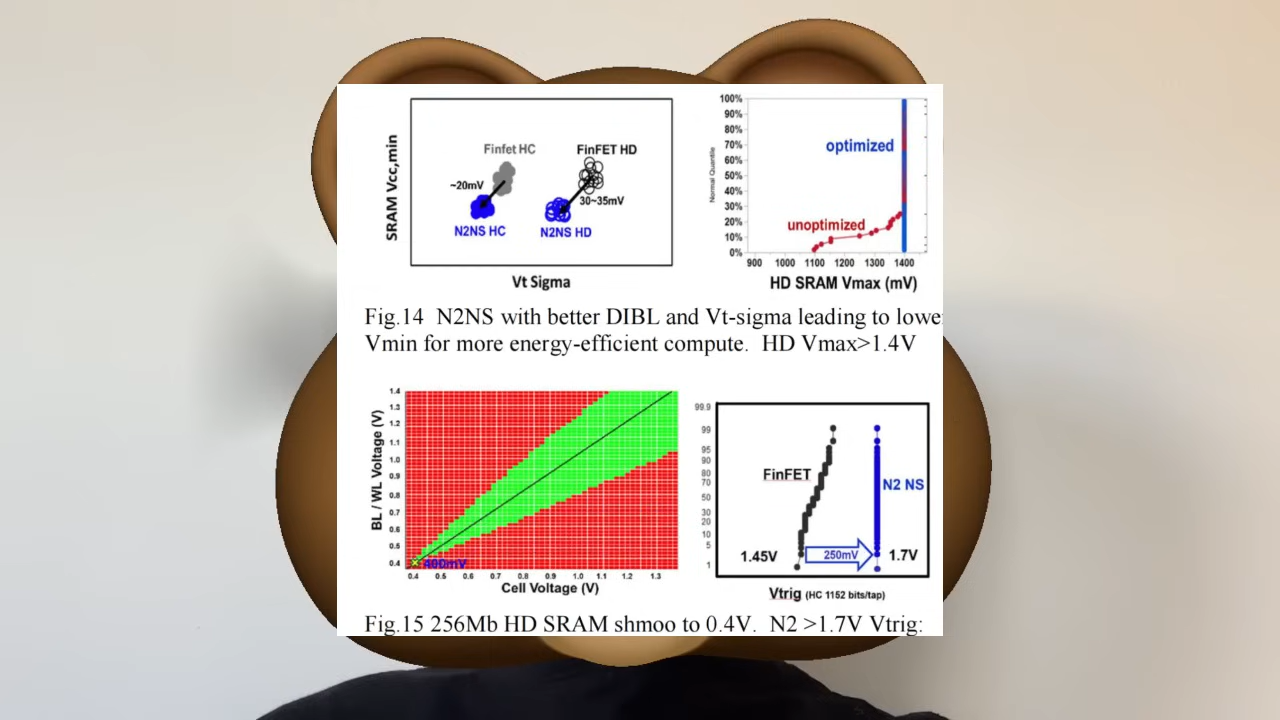 SRAM Vcc,min
Finfet HC
FinFET HD
~20mV
30~35mV
N2NS HC
N2NS HD
Vt Sigma
Normal Quantile
100%
90%
80%
70%
60%
50%
40%
30%
20%
10%
0%
optimized
unoptimized
900 1000 1100 1200 1300 1400
HD SRAM Vmax (mV)
Fig.14 N2NS with better DIBL and Vt-sigma leading to lowe
Vmin for more energy-efficient compute. HD Vmax>1.4V
BL / WL Voltage (V)
1.4
1.3
1.2
1.1
1.0
0.9
0.8
0.7
0.6
0.5
0.4
400mV
0.4 0.5 0.6 0.7 0.8 0.9 1.0 1.1 1.2 1.3
Cell Voltage (V)
99.9
99
95
90
80
70
50
30
20
10
5
1
FinFET
N2 NS
1.45V
250mV
1.7V
Vtrig (HC 1152 bits/tap)
Fig.15 256Mb HD SRAM shmoo to 0.4V. N2 >1.7V Vtrig: